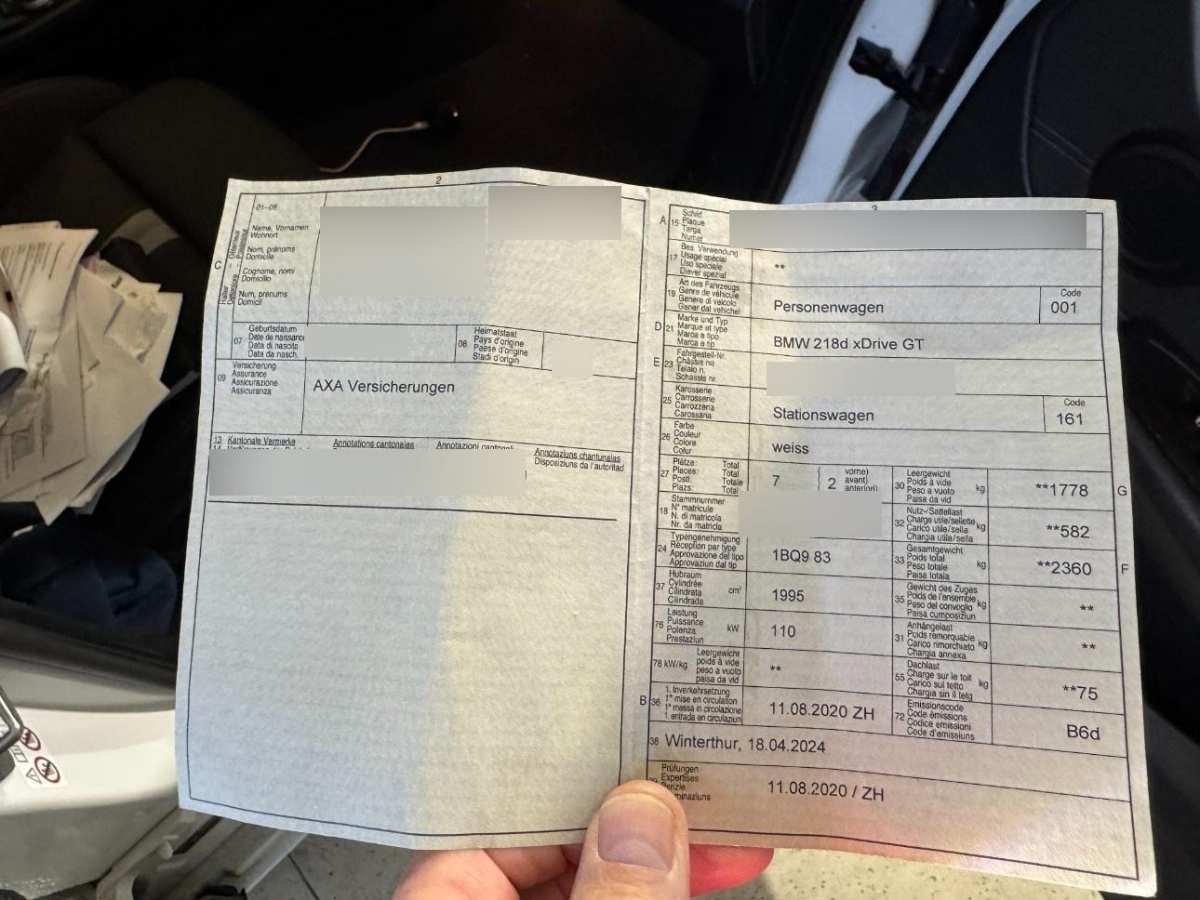 2
01-06
Name, Vornamen
Wohnort
Nom, prénoms
Domicile
Cognome, nomi
Domicilio
Num, prenums
Domicil
C
07
Geburtsdatum
Date de naissance
Data di nascita
Data da nasch.
08
Heimatstaat
Pays d'origine
Paese d'origine
Stadi d'origin
09
Versicherung
Assurance
Assicurazione
Assicuranza
AXA Versicherungen
13 Kantonale Vermerke
Annotations cantonales
Annotazioni cantonali
Annotaziuns chantunalas
Disposiziuns da l'autoritad
3
A 15
Schild
Plaque
Targa
Numer
17
Bes. Verwendung
Usage spécial
Uso speciale
Diever spezial
**
19
Art des Fahrzeugs
Genre de véhicule
Genere di veicolo
Gener dal vehichel
Personenwagen
Code
001
D 21
Marke und Typ
Marque et type
Marca e tipo
Marca e tip
BMW 218d xDrive GT
E 23
Fahrgestell-Nr.
Châssis no
Telaio n.
Schassis nr.
25
Karosserie
Carrosserie
Carrozzeria
Carossaria
Stationswagen
Code
161
26
Farbe
Couleur
Colore
Colur
weiss
27
Plätze: Total
Places: Total
Posti: Totale
Plazs: Total
7
2
vorne)
avant)
anteriori)
30
Leergewicht
Poids à vide
Peso a vuoto
Paisa da vid
kg
**1778
G
18
Stammnummer
N° matricule
N. di matricola
Nr. da matricla
32
Nutz-/Sattellast
Charge utile/sellette
Carico utile/sella
Chargia utila/sella
kg
**582
24
Typengenehmigung
Réception par type
Approvazione del tipo
Approvaziun dal tip
1BQ9 83
33
Gesamtgewicht
Poids total
Peso totale
Paisa totala
kg
**2360
F
37
Hubraum
Cylindrée
Cilindrata
Cilindrada
cm³
1995
35
Gewicht des Zuges
Poids de l'ensemble
Peso del convoglio
Paisa cumposiziun
kg
**
76
Leistung
Puissance
Potenza
Prestaziun
kW
110
31
Anhängelast
Poids remorquable
Carico rimorchiato
Chargia annexa
kg
**
78 kW/kg
Leergewicht
poids à vide
peso a vuoto
paisa da vid
**
55
Dachlast
Charge sur le toit
Carico sul tetto
Chargia sin il tetg
kg
**75
B 36
1. Inverkehrsetzung
1re mise en circulation
1a messa in circolazione
1. entrada en circulaziun
11.08.2020 ZH
72
Emissionscode
Code émissions
Codice emissioni
Code d'emissiuns
B6d
38 Winterthur, 18.04.2024
Prüfungen
Expertises
11.08.2020 / ZH